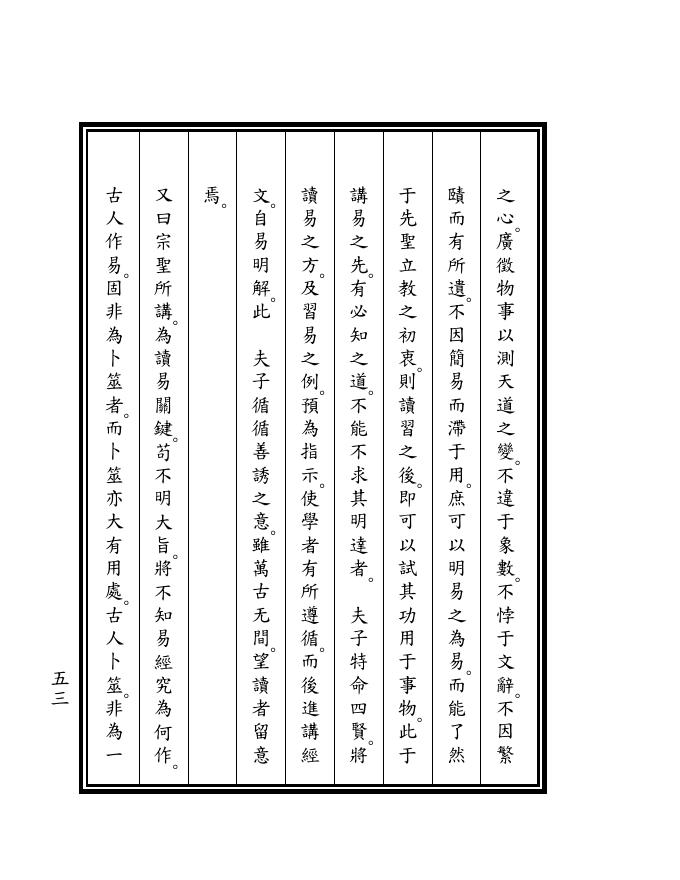 之心。廣徵物事以測天道之變。不違于象數。不悖于文辭。不因繁
賾而有所遺。不因簡易而滯于用。庶可以明易之為易。而能了然
于先聖立教之初衷。則讀習之後。即可以試其功用于事物。此于
講易之先。有必知之道。不能不求其明達者。 夫子特命四賢。將
讀易之方。及習易之例。預為指示。使學者有所遵循。而後進講經
文。自易明解。此 夫子循循善誘之意。雖萬古无間。望讀者留意
焉。
又曰宗聖所講。為讀易關鍵。苟不明大旨。將不知易經究為何作。
古人作易。固非為卜筮者。而卜筮亦大有用處。古人卜筮。非為一
五三